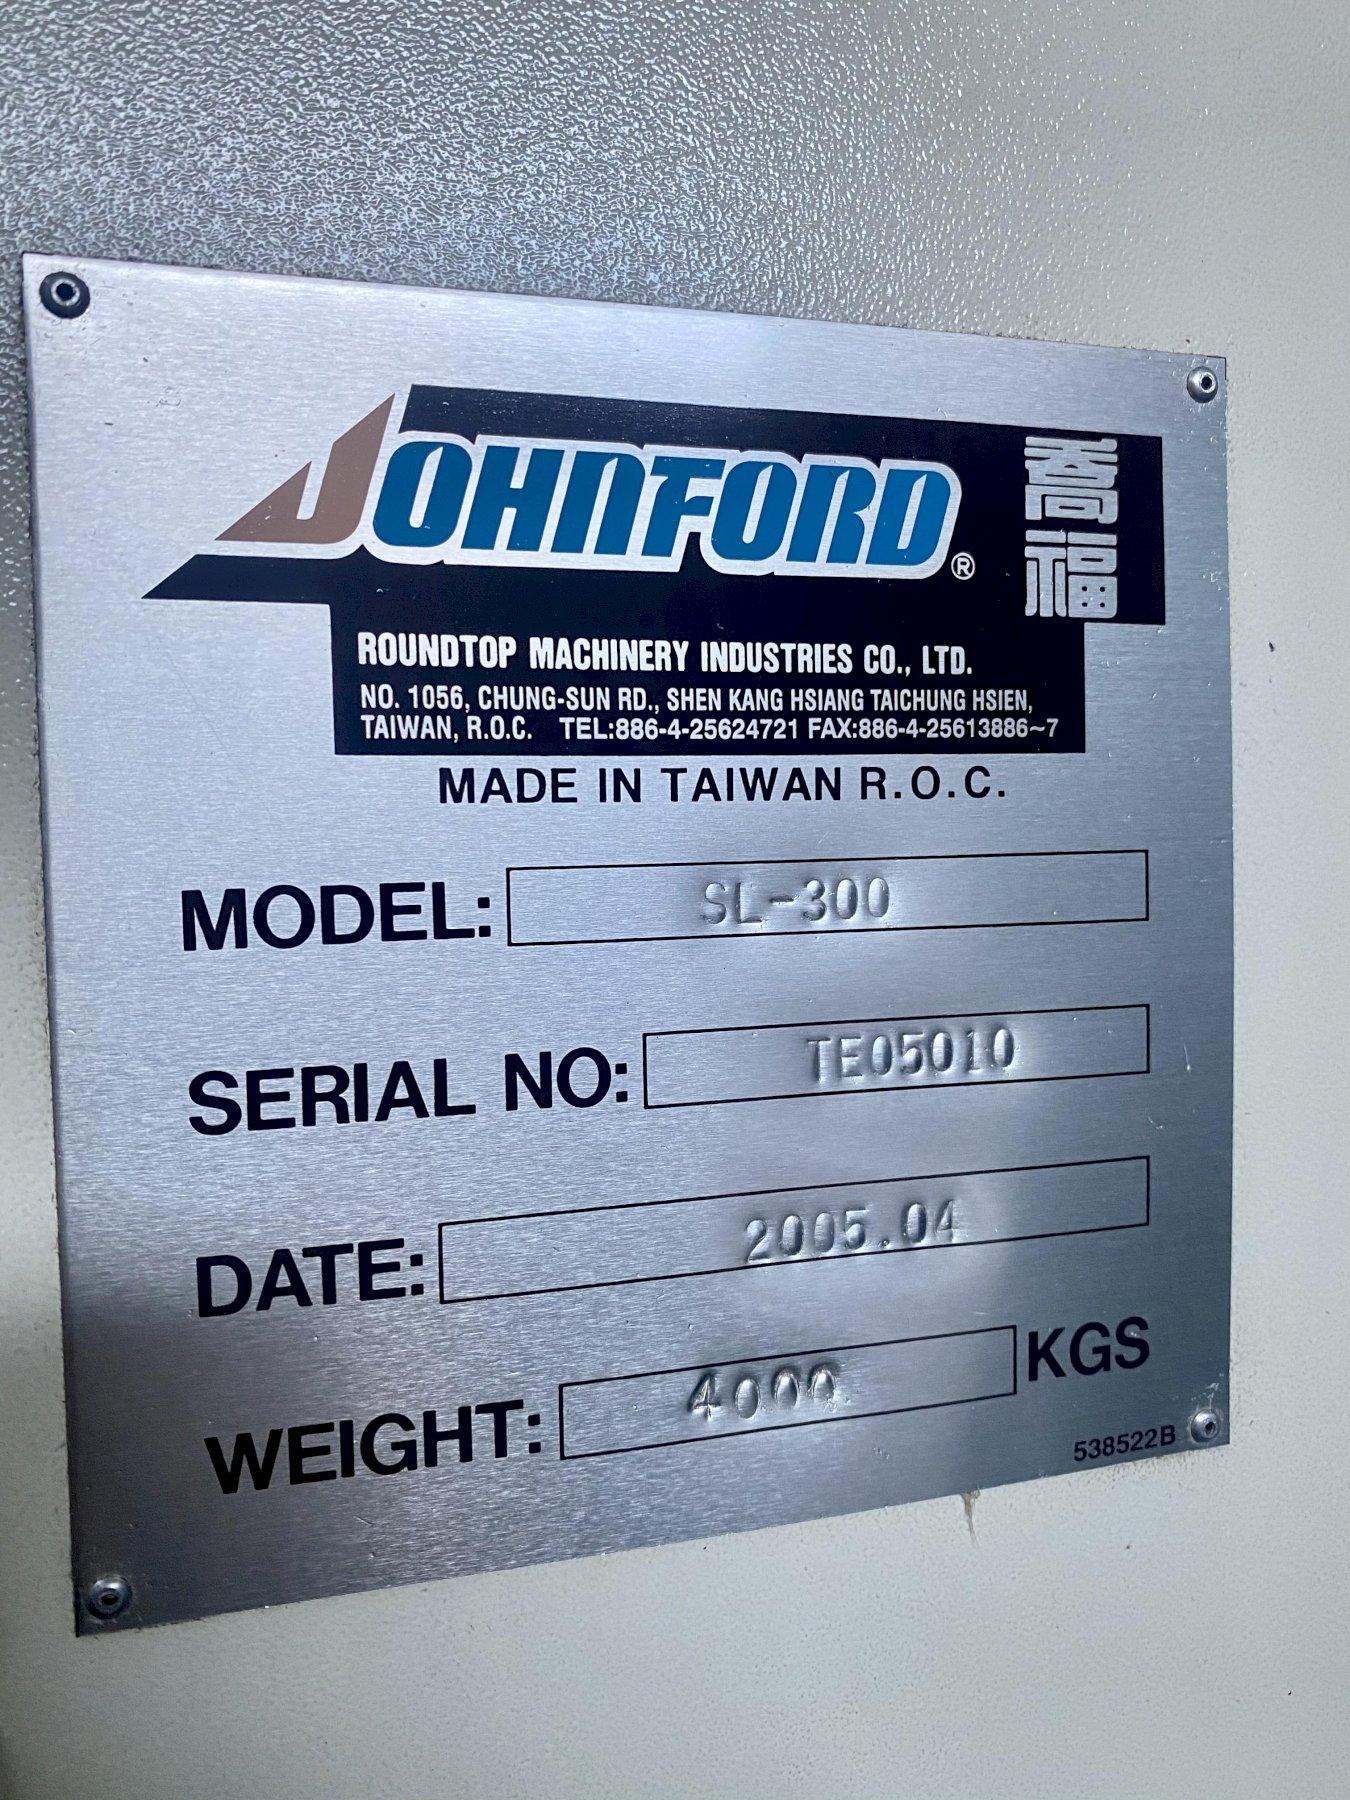 JOHNFORD®
喬福
ROUNDTOP MACHINERY INDUSTRIES CO., LTD.
NO. 1056, CHUNG-SUN RD., SHEN KANG HSIANG TAICHUNG HSIEN,
TAIWAN, R.O.C. TEL:886-4-25624721 FAX:886-4-25613886~7
MADE IN TAIWAN R.O.C.
MODEL: SL-300
SERIAL NO: TE05010
DATE: 2005.04
WEIGHT: 4000 KGS
538522B